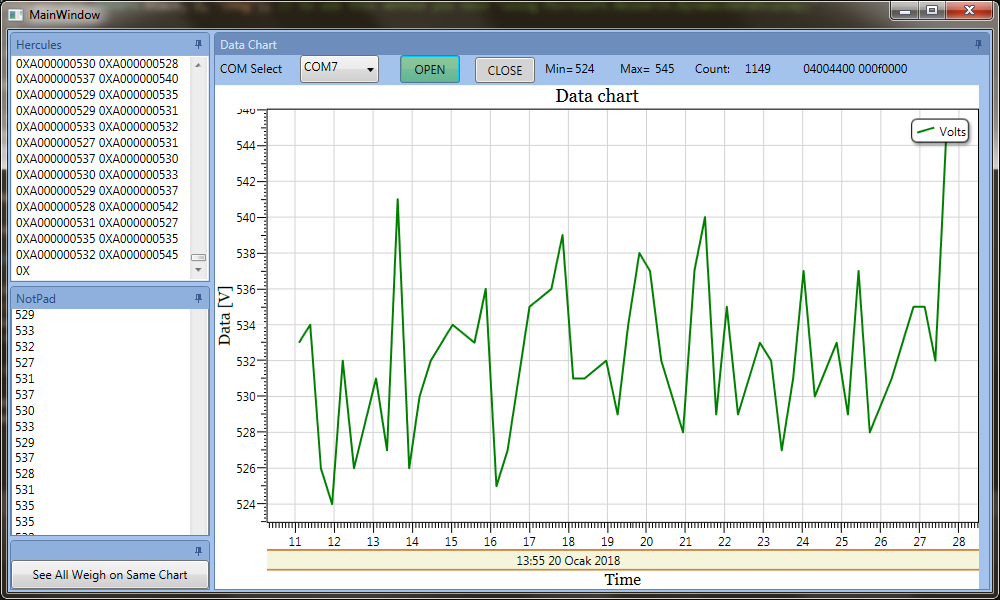 MainWindow
Hercules
0XA000000530 0XA000000528
0XA000000537 0XA000000540
0XA000000529 0XA000000535
0XA000000529 0XA000000531
0XA000000533 0XA000000532
0XA000000527 0XA000000531
0XA000000537 0XA000000530
0XA000000530 0XA000000533
0XA000000529 0XA000000537
0XA000000528 0XA000000542
0XA000000531 0XA000000527
0XA000000535 0XA000000535
0XA000000532 0XA000000545
0X
NotPad
529
533
532
527
531
537
530
533
529
537
528
531
535
535
See All Weigh on Same Chart
Data Chart
COM Select COM7 OPEN CLOSE Min= 524 Max= 545 Count: 1149 04004400 000f0000
Data chart
Volts
546
544
542
540
538
536
534
532
530
528
526
524
Data [V]
11 12 13 14 15 16 17 18 19 20 21 22 23 24 25 26 27 28
13:55 20 Ocak 2018
Time